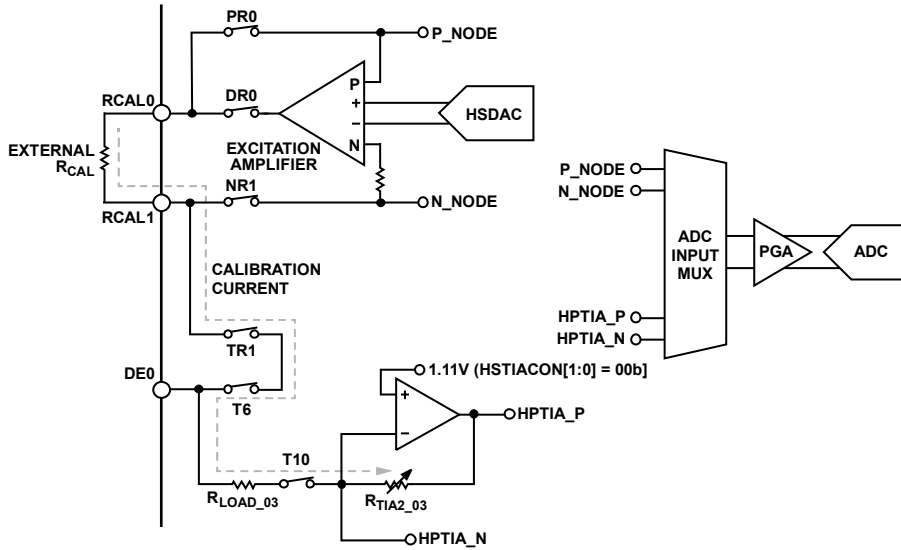 PR0
P_NODE
RCAL0
DR0
P
+
−
N
HSDAC
EXTERNAL
RCAL
EXCITATION
AMPLIFIER
RCAL1
NR1
N_NODE
P_NODE
N_NODE
ADC
INPUT
MUX
PGA
ADC
HPTIA_P
HPTIA_N
CALIBRATION
CURRENT
TR1
DE0
T6
1.11V (HSTIACON[1:0] = 00b]
+
−
HPTIA_P
T10
RLOAD_03
RTIA2_03
HPTIA_N